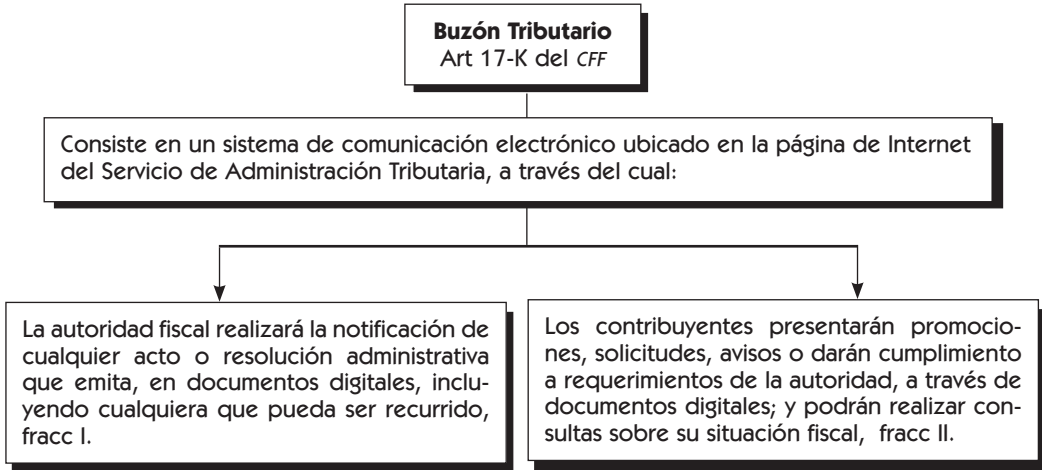 Buzón Tributario
Art 17-K del CFF
Consiste en un sistema de comunicación electrónico ubicado en la página de Internet
del Servicio de Administración Tributaria, a través del cual:
La autoridad fiscal realizará la notificación de
cualquier acto o resolución administrativa
que emita, en documentos digitales, inclu-
yendo cualquiera que pueda ser recurrido,
fracc I.
Los contribuyentes presentarán promocio-
nes, solicitudes, avisos o darán cumplimiento
a requerimientos de la autoridad, a través de
documentos digitales; y podrán realizar con-
sultas sobre su situación fiscal, fracc II.